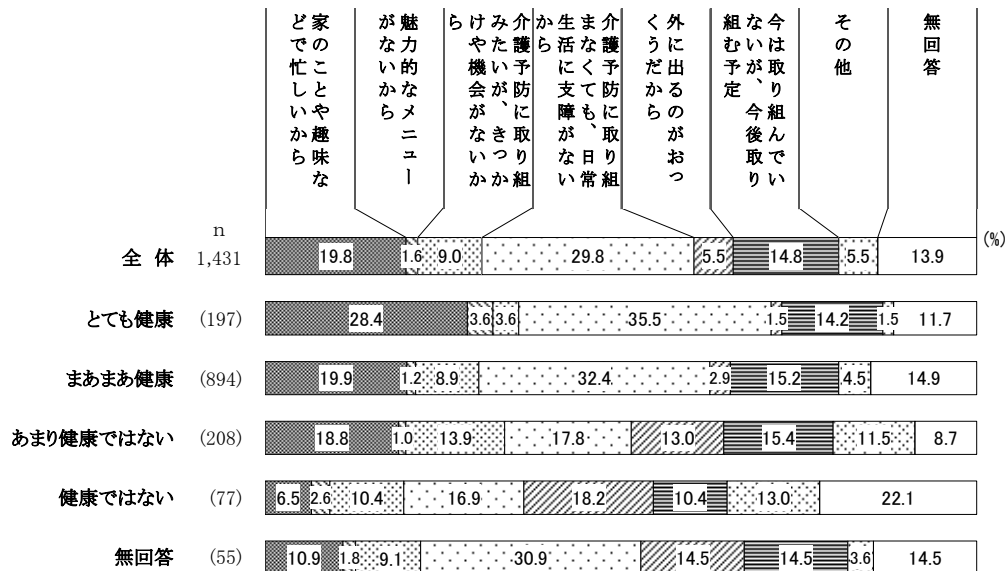 家のことや趣味な
どで忙しいから
魅力的なメニュー
がないから
介護予防に取り組
みたいが、きっか
けや機会がないか
ら
介護予防に取り組
まなくても、日常
生活に支障がない
から
外に出るのがおっ
くうだから
今は取り組んでい
ないが、今後取り
組む予定
その他
無回答
(%)
n
全 体 1,431 19.8 1.6 9.0 29.8 5.5 14.8 5.5 13.9
とても健康 (197) 28.4 3.6 3.6 35.5 1.5 14.2 1.5 11.7
まあまあ健康 (894) 19.9 1.2 8.9 32.4 2.9 15.2 4.5 14.9
あまり健康ではない (208) 18.8 1.0 13.9 17.8 13.0 15.4 11.5 8.7
健康ではない (77) 6.5 2.6 10.4 16.9 18.2 10.4 13.0 22.1
無回答 (55) 10.9 1.8 9.1 30.9 14.5 14.5 3.6 14.5